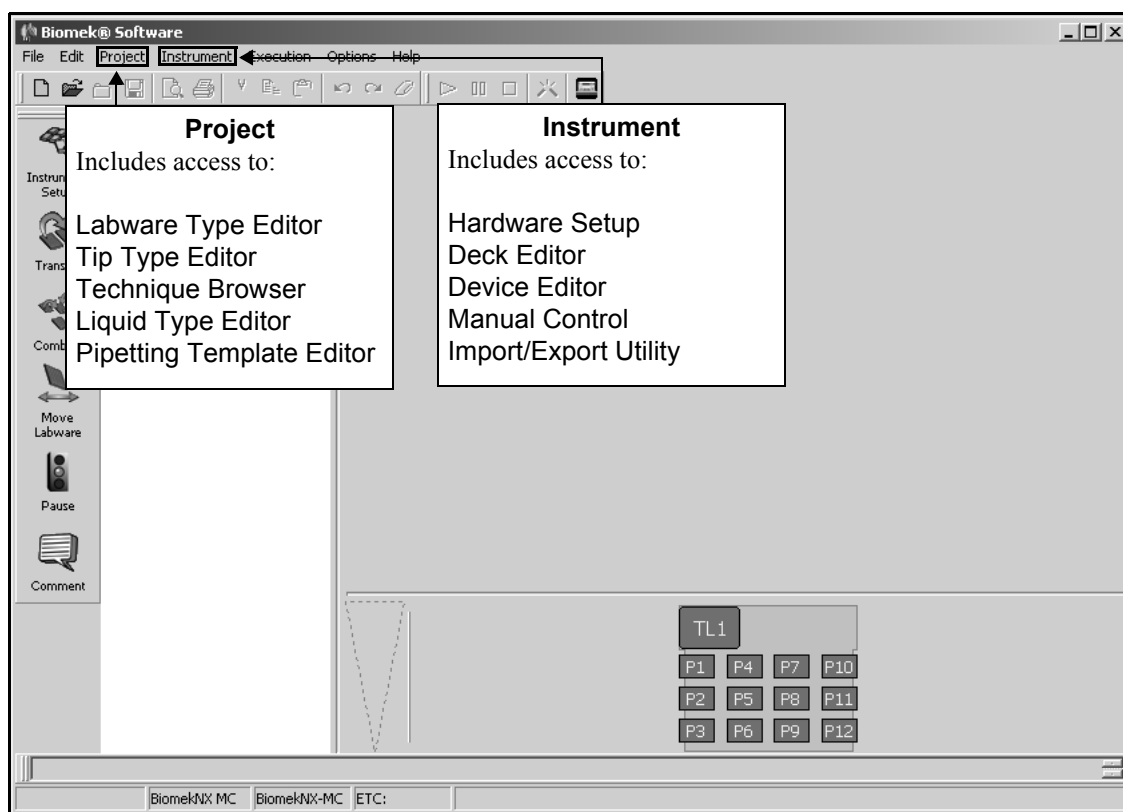 Biomek® Software
File Edit Project Instrument Execution Options Help
Project
Includes access to:
Labware Type Editor
Tip Type Editor
Technique Browser
Liquid Type Editor
Pipetting Template Editor
Instrument
Includes access to:
Hardware Setup
Deck Editor
Device Editor
Manual Control
Import/Export Utility
Move
Labware
Pause
Comment
TL1
P1 P4 P7 P10
P2 P5 P8 P11
P3 P6 P9 P12
BiomekNX MC BiomekNX-MC ETC: